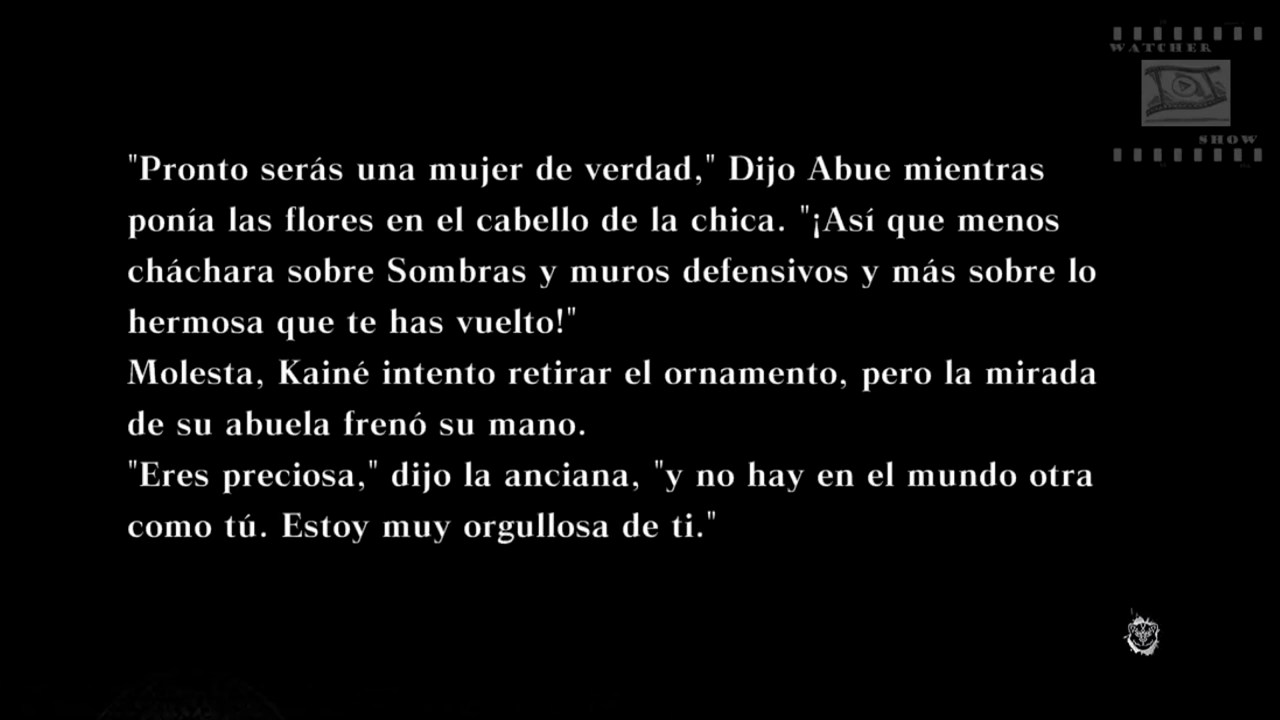 WATCHER
SHOW
"Pronto serás una mujer de verdad," Dijo Abue mientras
ponía las flores en el cabello de la chica. "¡Así que menos
cháchara sobre Sombras y muros defensivos y más sobre lo
hermosa que te has vuelto!"
Molesta, Kainé intento retirar el ornamento, pero la mirada
de su abuela frenó su mano.
"Eres preciosa," dijo la anciana, "y no hay en el mundo otra
como tú. Estoy muy orgullosa de ti."